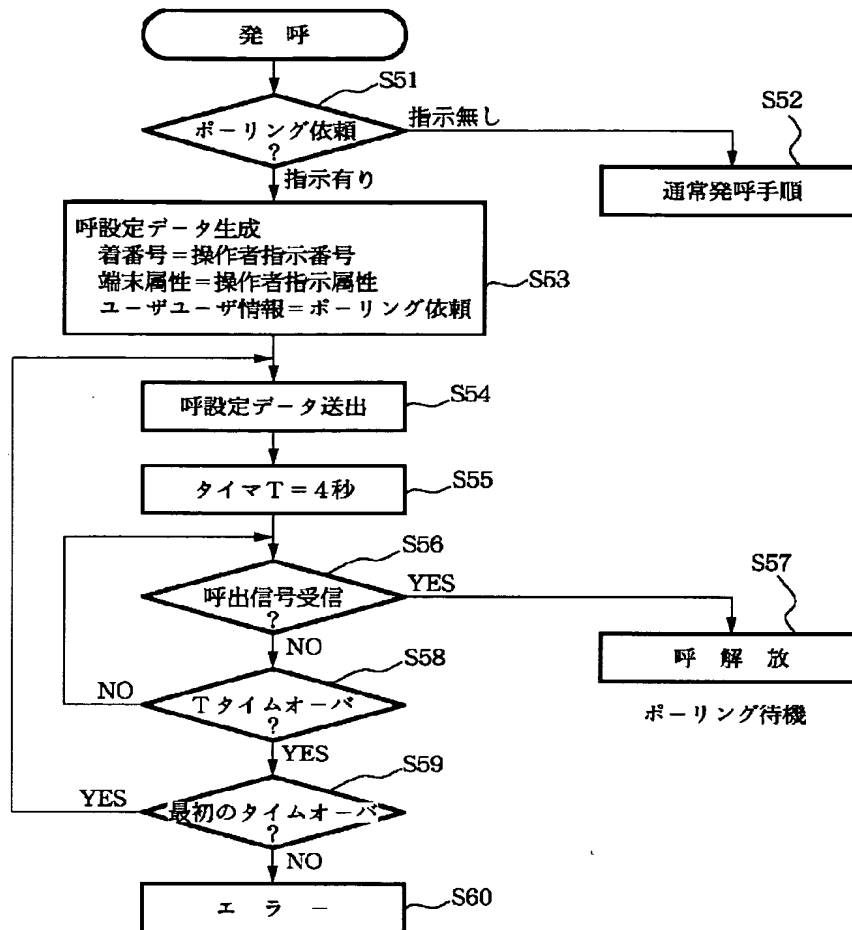 発 呼
S51
ポーリング依頼
?
指示無し
S52
通常発呼手順
指示有り
呼設定データ生成
着番号=操作者指示番号
端末属性=操作者指示属性
ユーザユーザ情報=ポーリング依頼
S53
呼設定データ送出
S54
タイマT=4秒
S55
S56
呼出信号受信
?
YES
S57
呼 解 放
ポーリング待機
NO
S58
Tタイムオーバ
?
NO
YES
S59
最初のタイムオーバ
?
YES
NO
エ ラ ー
S60